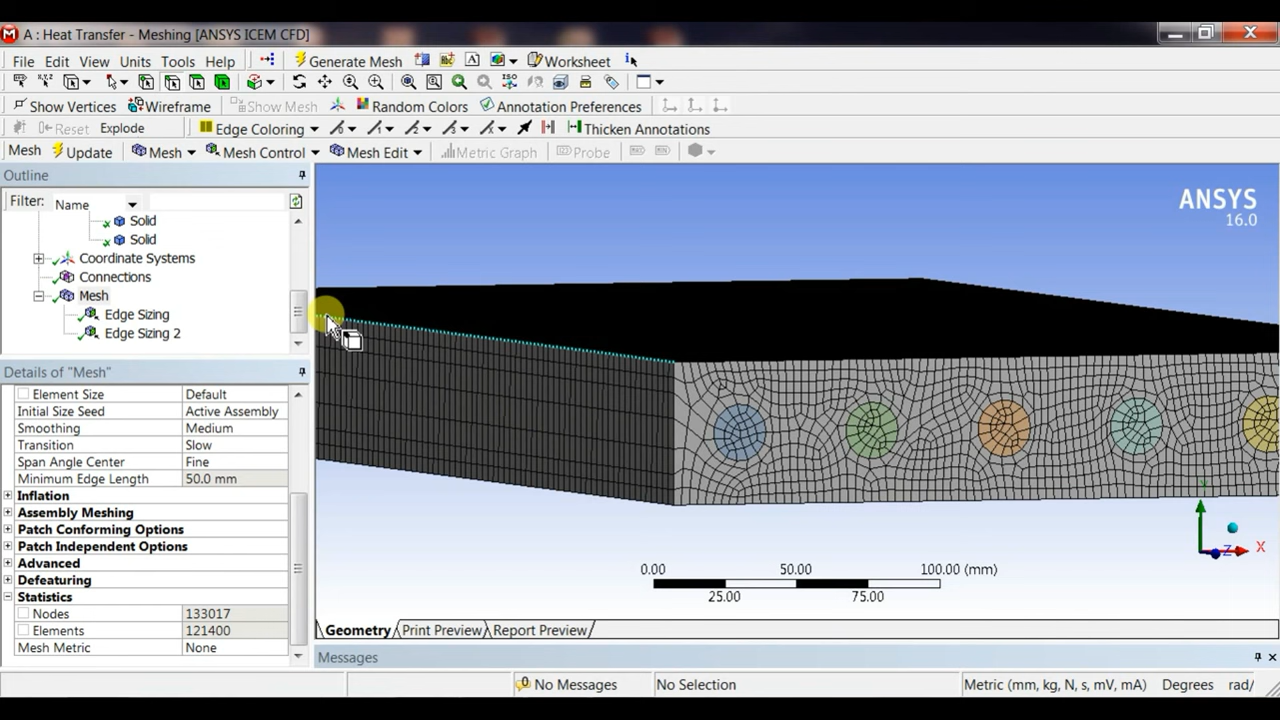 A : Heat Transfer - Meshing [ANSYS ICEM CFD]
File Edit View Units Tools Help Generate Mesh A Worksheet
ISO
Show Vertices Wireframe Show Mesh Random Colors Annotation Preferences
Reset Explode Edge Coloring Thicken Annotations
Mesh Update Mesh Mesh Control Mesh Edit Metric Graph Probe
Outline
Filter: Name
Solid
Solid
Coordinate Systems
Connections
Mesh
Edge Sizing
Edge Sizing 2
Details of "Mesh"
Element Size Default
Initial Size Seed Active Assembly
Smoothing Medium
Transition Slow
Span Angle Center Fine
Minimum Edge Length 50.0 mm
Inflation
Assembly Meshing
Patch Conforming Options
Patch Independent Options
Advanced
Defeaturing
Statistics
Nodes 133017
Elements 121400
Mesh Metric None
ANSYS
16.0
Y
Z
X
0.00 50.00 100.00 (mm)
25.00 75.00
Geometry Print Preview Report Preview
Messages
No Messages No Selection Metric (mm, kg, N, s, mV, mA) Degrees rad/